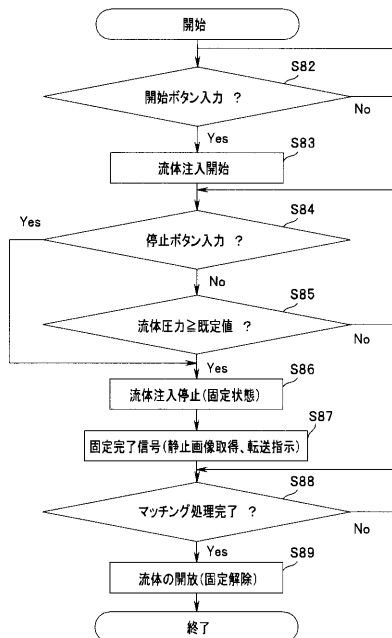 開始
S82
開始ボタン入力 ?
No
Yes
S83
流体注入開始
S84
Yes
停止ボタン入力 ?
No
S85
流体圧力≧既定値 ?
No
Yes
S86
流体注入停止(固定状態)
S87
固定完了信号(静止画像取得、転送指示)
S88
マッチング処理完了 ?
No
Yes
S89
流体の開放(固定解除)
終了